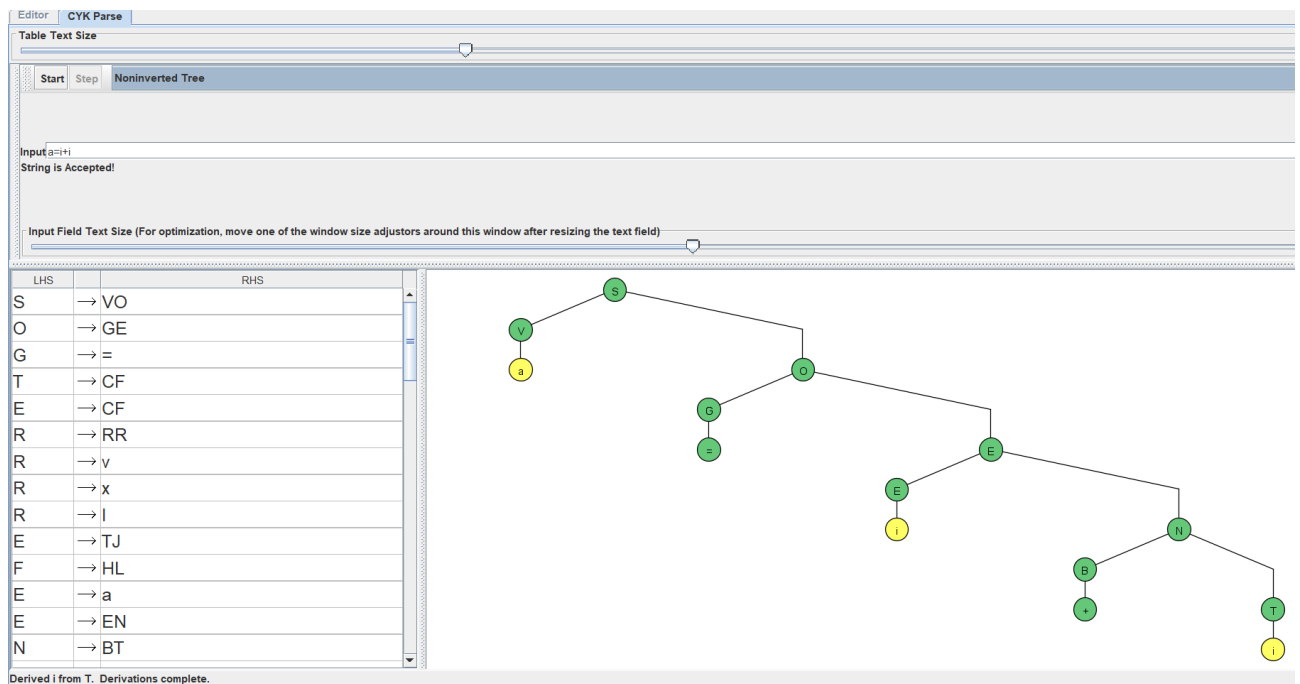 Editor CYK Parse
Table Text Size
Start Step Noninverted Tree
Input a=i+i
String is Accepted!
Input Field Text Size (For optimization, move one of the window size adjustors around this window after resizing the text field)
LHS RHS
S → VO
O → GE
G → =
T → CF
E → CF
R → RR
R → v
R → x
R → I
E → TJ
F → HL
E → a
E → EN
N → BT
S
V
a
O
G
=
E
E
i
N
B
+
T
i
Derived i from T. Derivations complete.